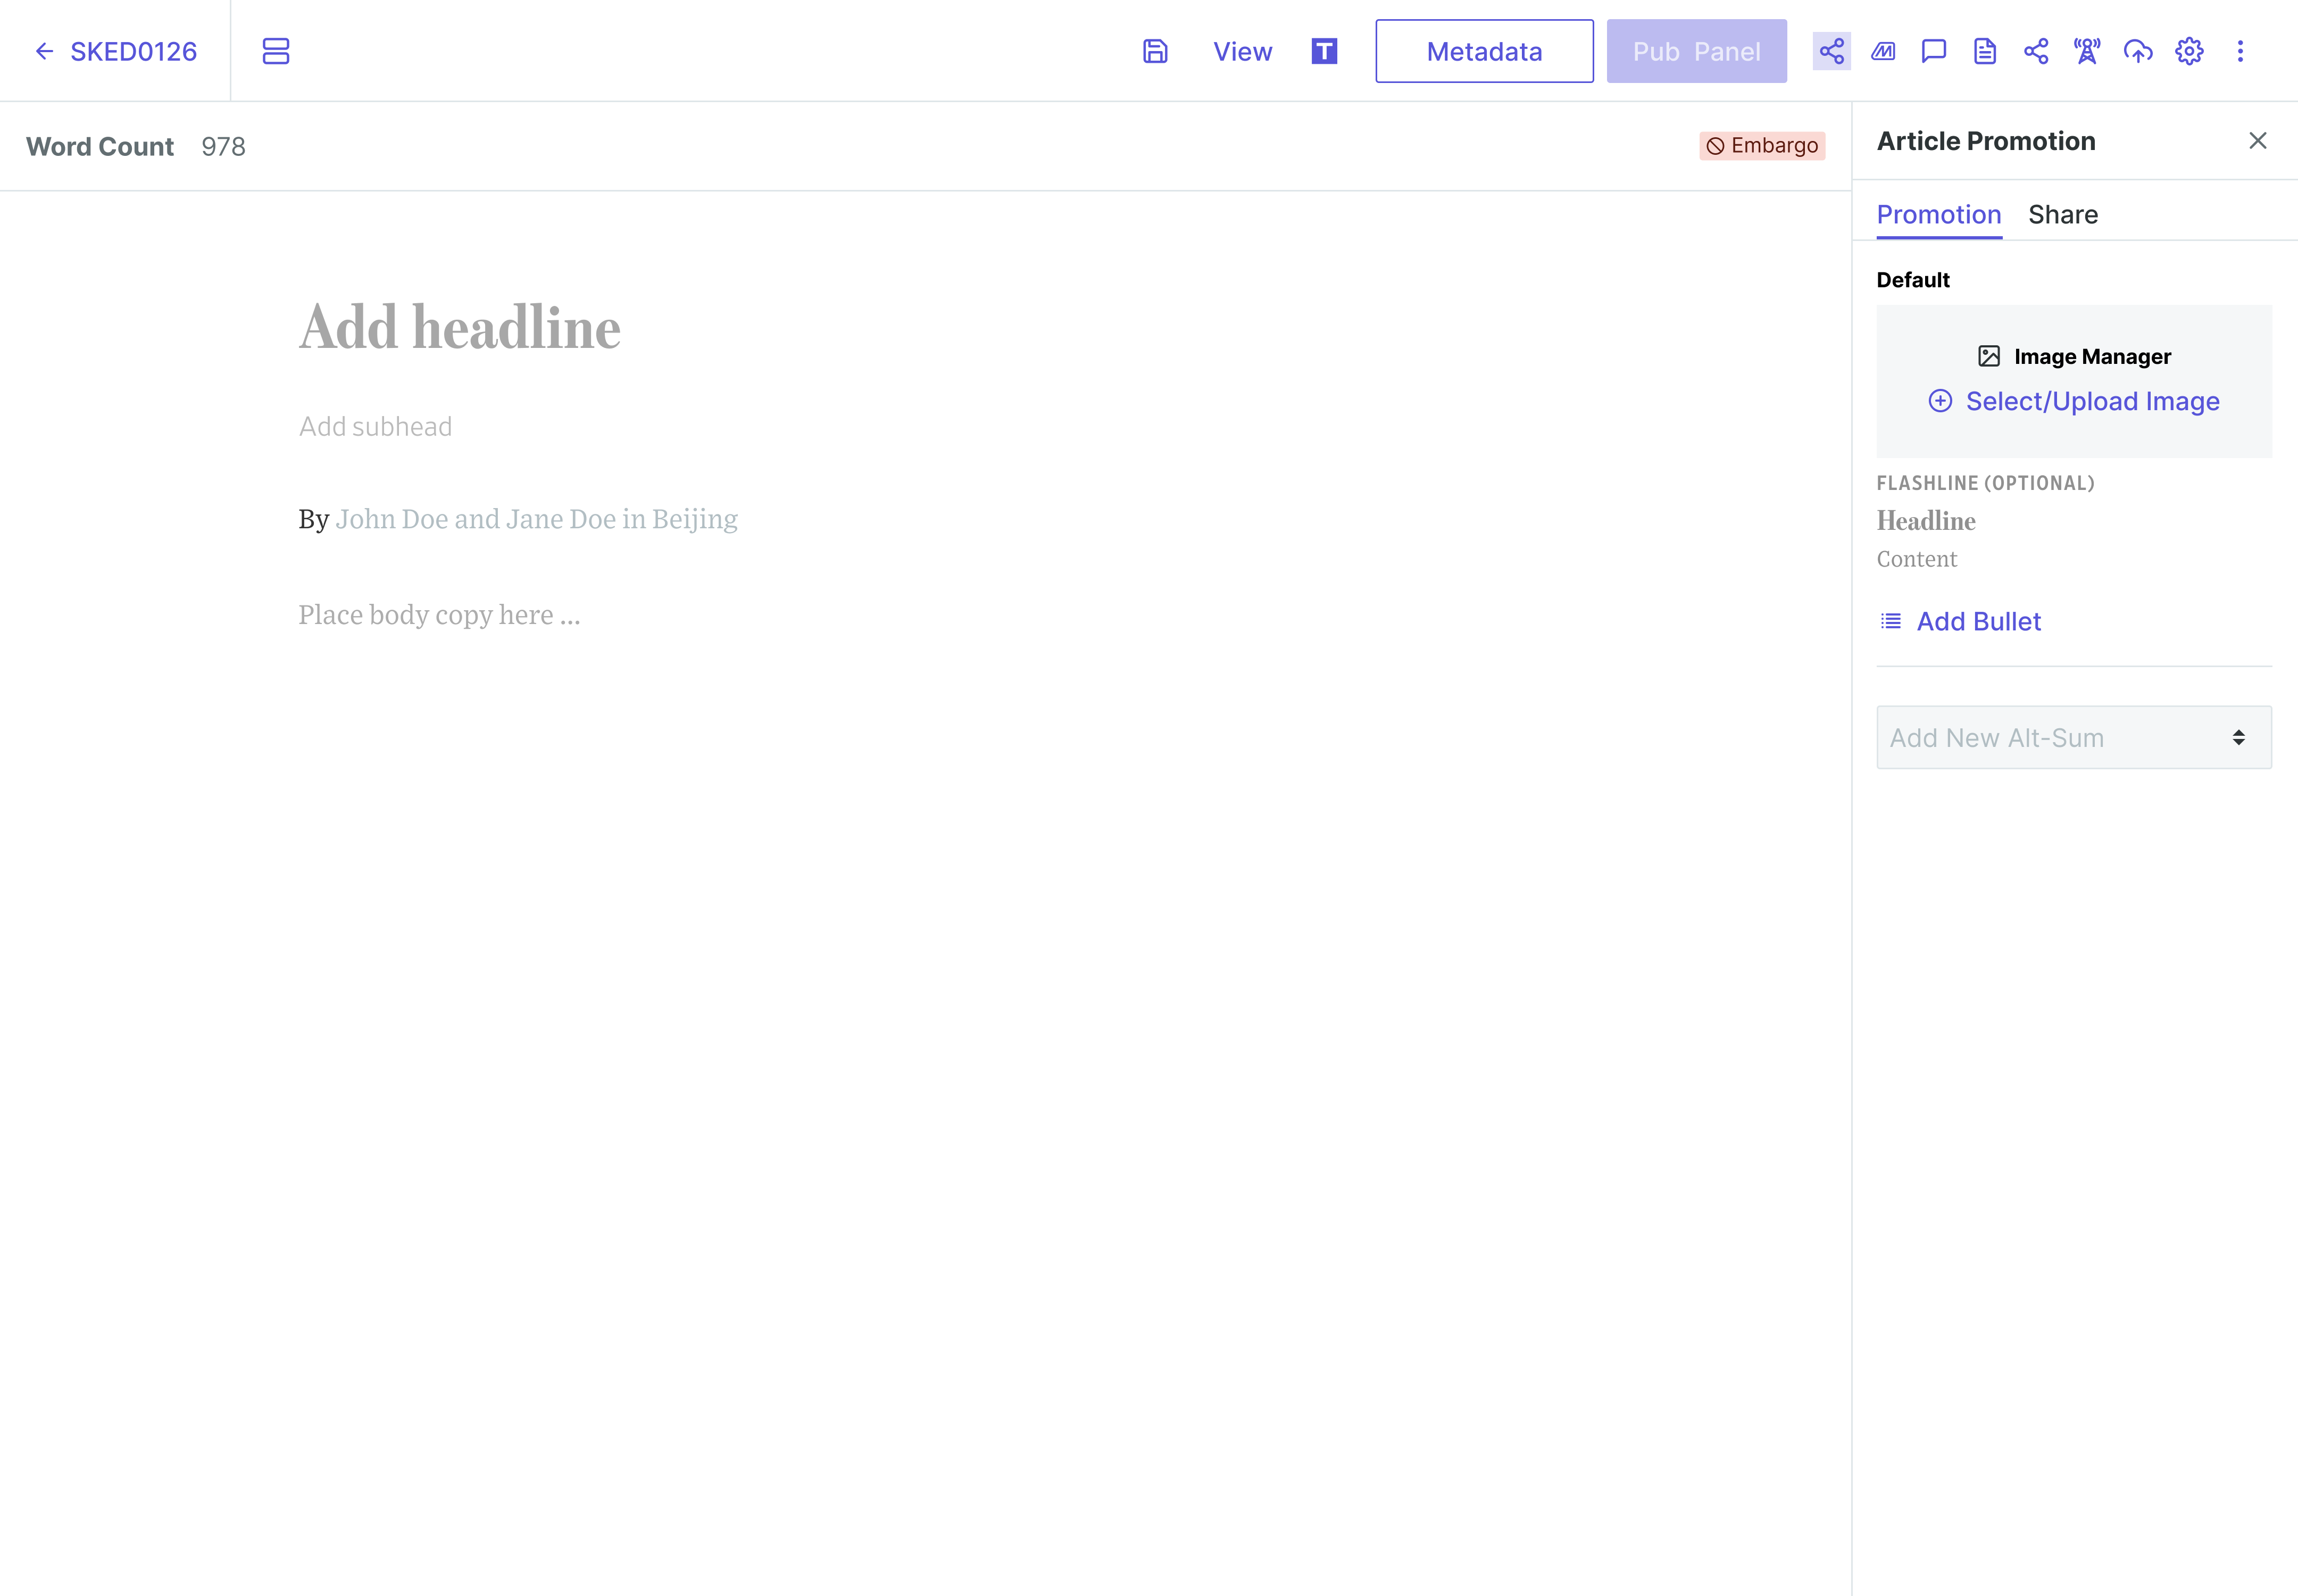 SKED0126
View
T
Metadata
Pub Panel
Word Count 978
Embargo
Add headline
Add subhead
By John Doe and Jane Doe in Beijing
Place body copy here ...
Article Promotion
Promotion Share
Default
Image Manager
Select/Upload Image
FLASHLINE (OPTIONAL)
Headline
Content
Add Bullet
Add New Alt-Sum